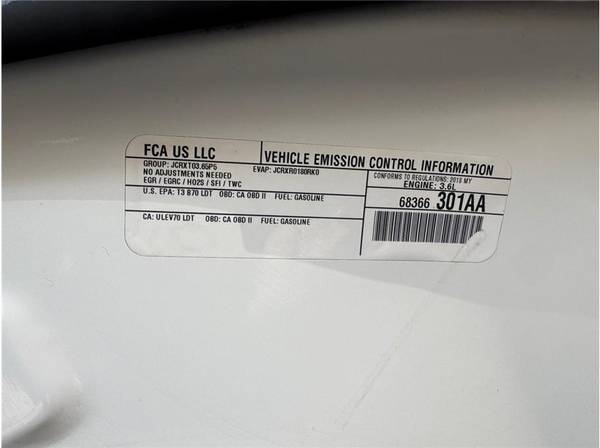 FCA US LLC
VEHICLE EMISSION CONTROL INFORMATION
GROUP: JCRXT03.65P6
EVAP: JCRXR0180RK0
CONFORMS TO REGULATIONS: 2018 MY
NO ADJUSTMENTS NEEDED
ENGINE: 3.6L
EGR / EGRC / HO2S / SFI / TWC
68366 301AA
U.S. EPA: T3 B70 LDT OBD: CA OBD II FUEL: GASOLINE
CA: ULEV70 LDT OBD: CA OBD II FUEL: GASOLINE